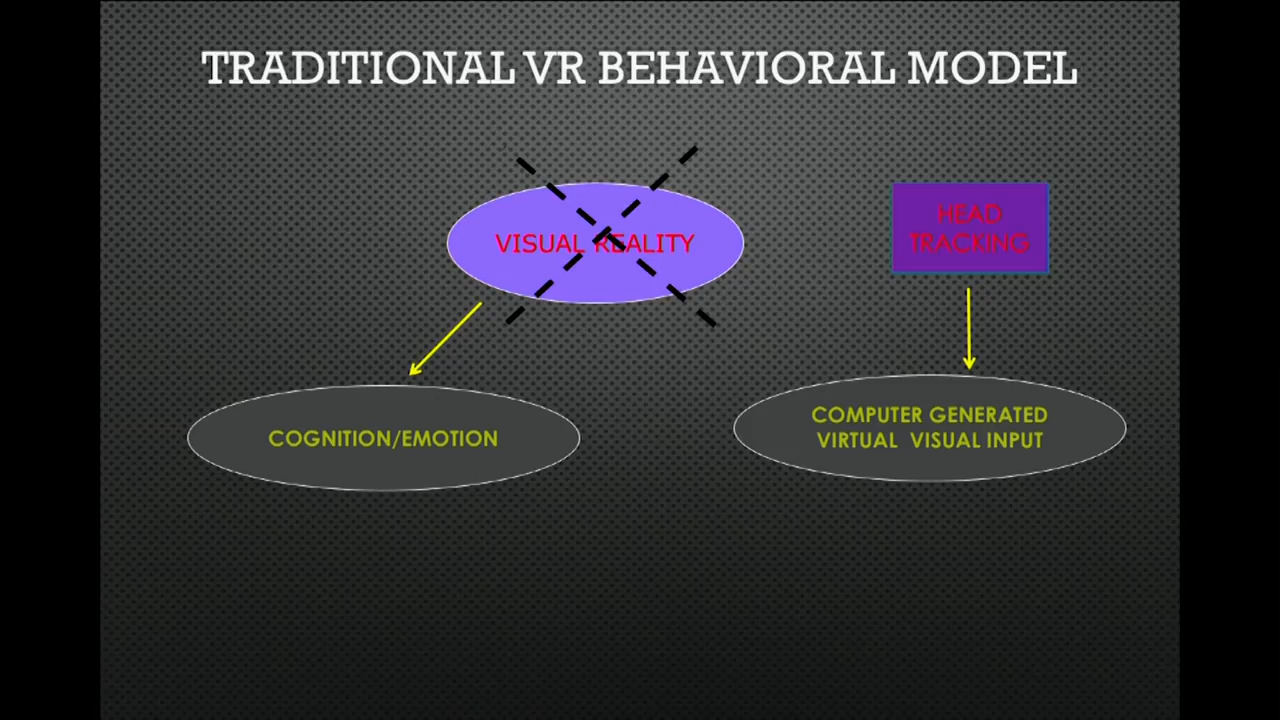 TRADITIONAL VR BEHAVIORAL MODEL
VISUAL REALITY
HEAD
TRACKING
COGNITION/EMOTION
COMPUTER GENERATED
VIRTUAL VISUAL INPUT